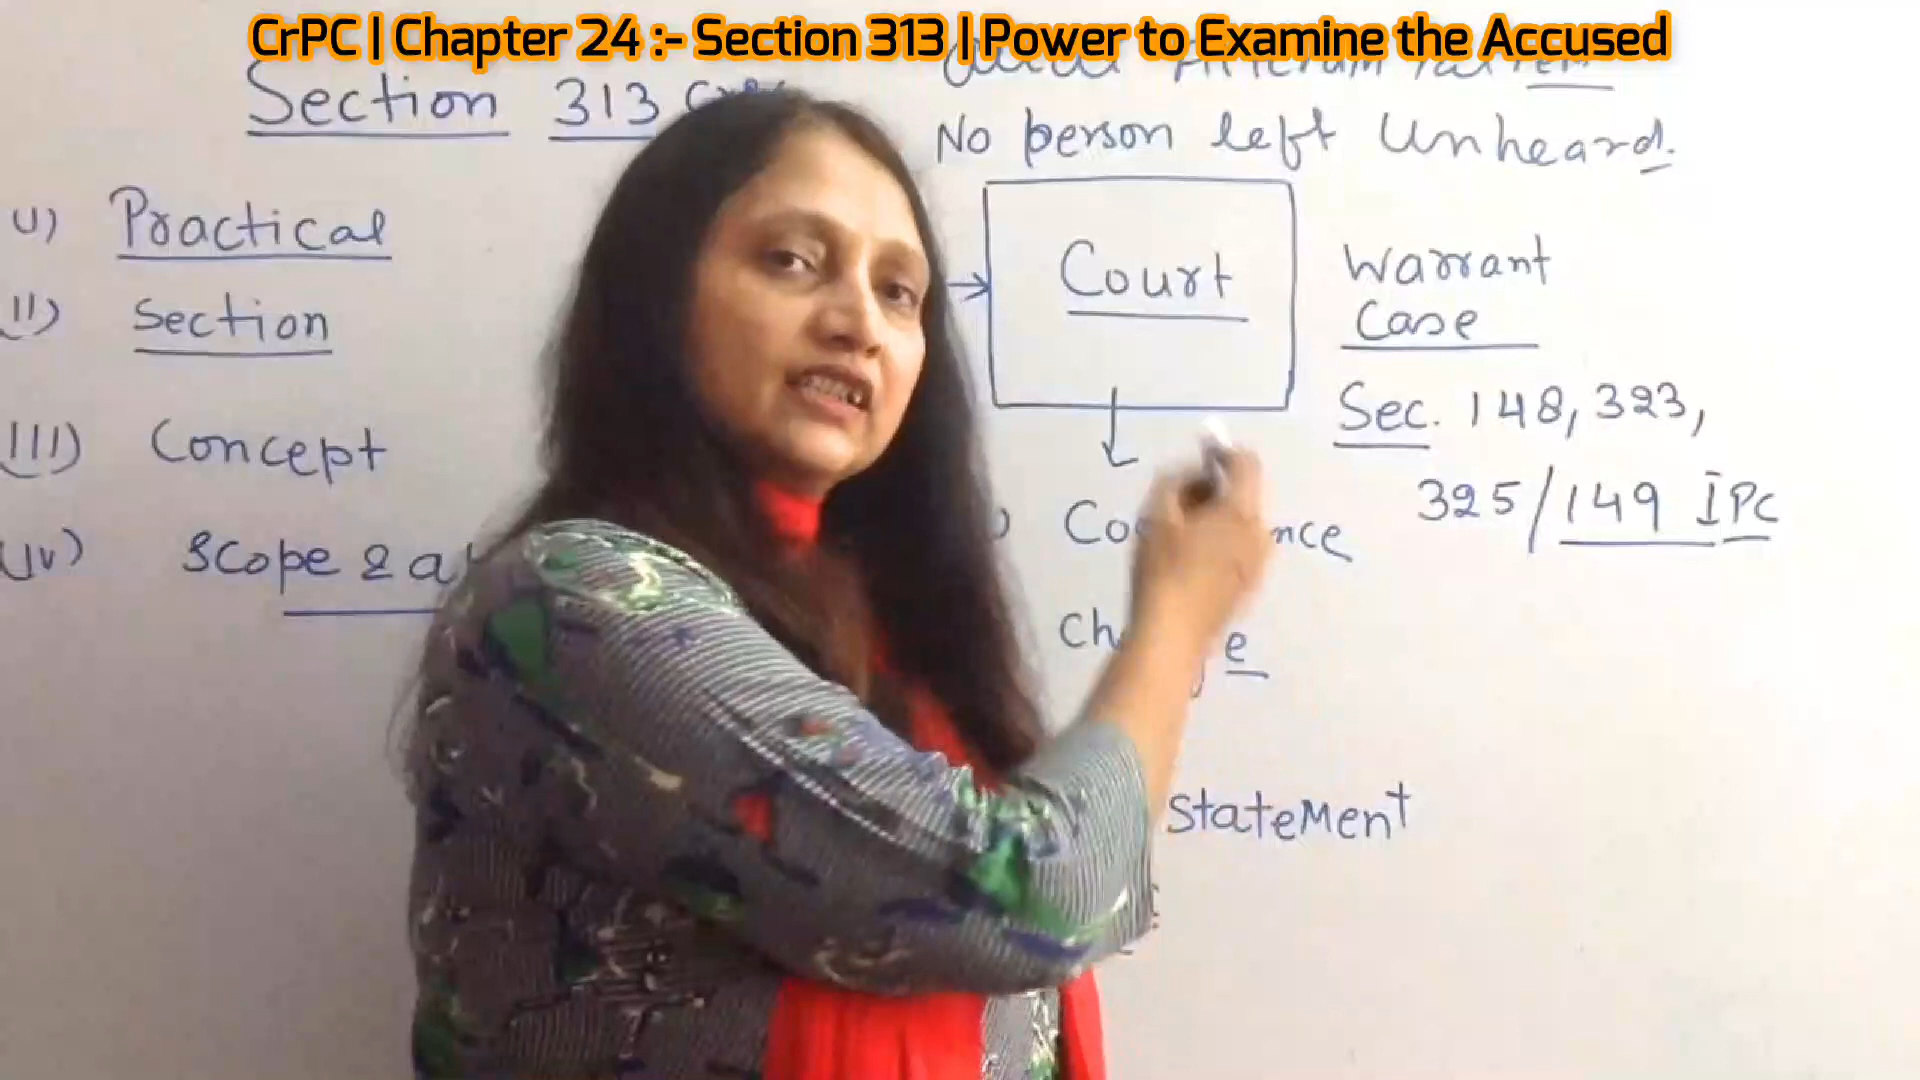 CrPC | Chapter 24 :- Section 313 | Power to Examine the Accused
Section 313
No person left Unheard.
I) Practical
II) Section
III) Concept
IV) Scope &
Court
Warrant
Case
Sec. 148, 323,
325/149 IPC
Statement